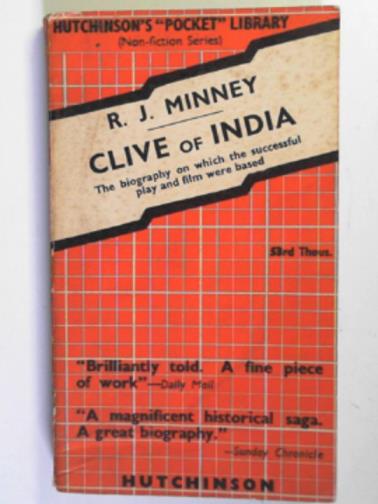 HUTCHINSON'S "POCKET" LIBRARY
(Non-fiction Series)
R. J. MINNEY
CLIVE OF INDIA
The biography on which the successful
play and film were based
53rd Thous.
"Brilliantly told. A fine piece
of work"—Daily Mail
"A magnificent historical saga.
A great biography."
—Sunday Chronicle
HUTCHINSON